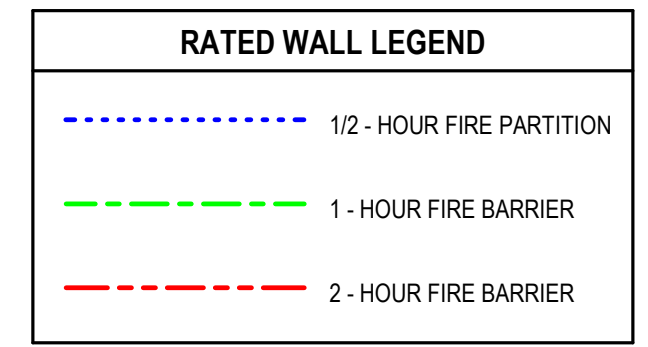 RATED WALL LEGEND
1/2 - HOUR FIRE PARTITION
1 - HOUR FIRE BARRIER
2 - HOUR FIRE BARRIER